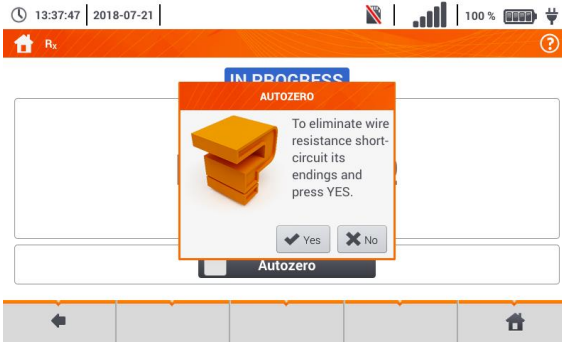 13:37:47 2018-07-21 100 %
Rx ?
IN PROGRESS
AUTOZERO
To eliminate wire
resistance short-
circuit its
endings and
press YES.
Yes No
Autozero